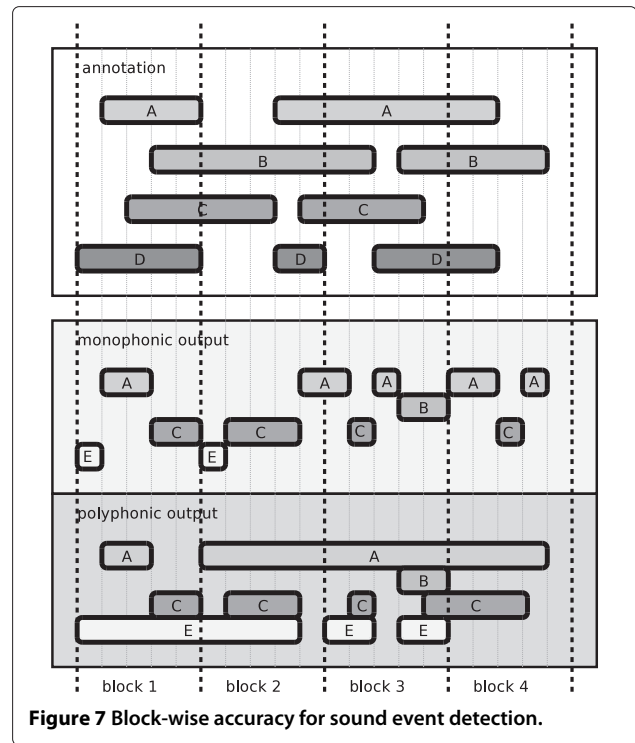 annotation
A A
B B
C C
D D D
monophonic output
A A A A A
B
C C C C
E E
polyphonic output
A A
B
C C C C
E E E
block 1 block 2 block 3 block 4
Figure 7 Block-wise accuracy for sound event detection.